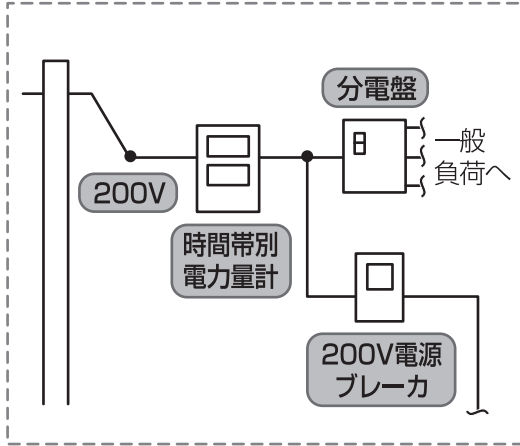 分電盤
一般
負荷へ
200V
時間帯別
電力量計
200V電源
ブレーカ